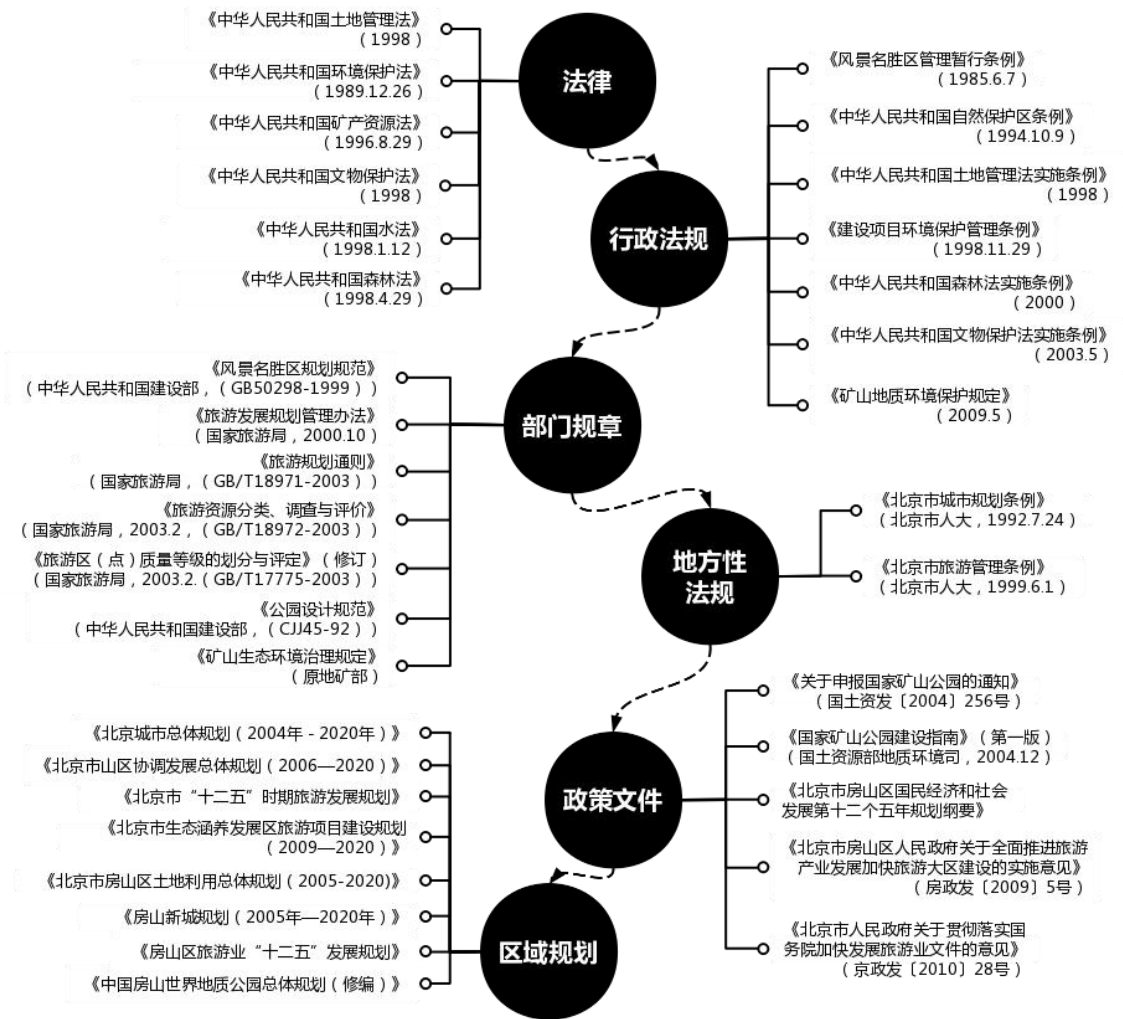 法律
《中华人民共和国土地管理法》
（1998）
《中华人民共和国环境保护法》
（1989.12.26）
《中华人民共和国矿产资源法》
（1996.8.29）
《中华人民共和国文物保护法》
（1998）
《中华人民共和国水法》
（1998.1.12）
《中华人民共和国森林法》
（1998.4.29）
行政法规
《风景名胜区管理暂行条例》
（1985.6.7）
《中华人民共和国自然保护区条例》
（1994.10.9）
《中华人民共和国土地管理法实施条例》
（1998）
《建设项目环境保护管理条例》
（1998.11.29）
《中华人民共和国森林法实施条例》
（2000）
《中华人民共和国文物保护法实施条例》
（2003.5）
《矿山地质环境保护规定》
（2009.5）
部门规章
《风景名胜区规划规范》
（中华人民共和国建设部，（GB50298-1999））
《旅游发展规划管理办法》
（国家旅游局，2000.10）
《旅游规划通则》
（国家旅游局，（GB/T18971-2003））
《旅游资源分类、调查与评价》
（国家旅游局，2003.2，（GB/T18972-2003））
《旅游区（点）质量等级的划分与评定》（修订）
（国家旅游局，2003.2.（GB/T17775-2003））
《公园设计规范》
（中华人民共和国建设部，（CJJ45-92））
《矿山生态环境治理规定》
（原地矿部）
地方性
法规
《北京市城市规划条例》
（北京市人大，1992.7.24）
《北京市旅游管理条例》
（北京市人大，1999.6.1）
政策文件
《关于申报国家矿山公园的通知》
（国土资发〔2004〕256号）
《国家矿山公园建设指南》（第一版）
（国土资源部地质环境司，2004.12）
《北京市房山区国民经济和社会
发展第十二个五年规划纲要》
《北京市房山区人民政府关于全面推进旅游
产业发展加快旅游大区建设的实施意见》
（房政发〔2009〕5号）
《北京市人民政府关于贯彻落实国
务院加快发展旅游业文件的意见》
（京政发〔2010〕28号）
区域规划
《北京城市总体规划（2004年 - 2020年）》
《北京市山区协调发展总体规划（2006—2020）》
《北京市“十二五”时期旅游发展规划》
《北京市生态涵养发展区旅游项目建设规划
（2009—2020）》
《北京市房山区土地利用总体规划（2005-2020)》
《房山新城规划（2005年—2020年）》
《房山区旅游业“十二五”发展规划》
《中国房山世界地质公园总体规划（修编）》